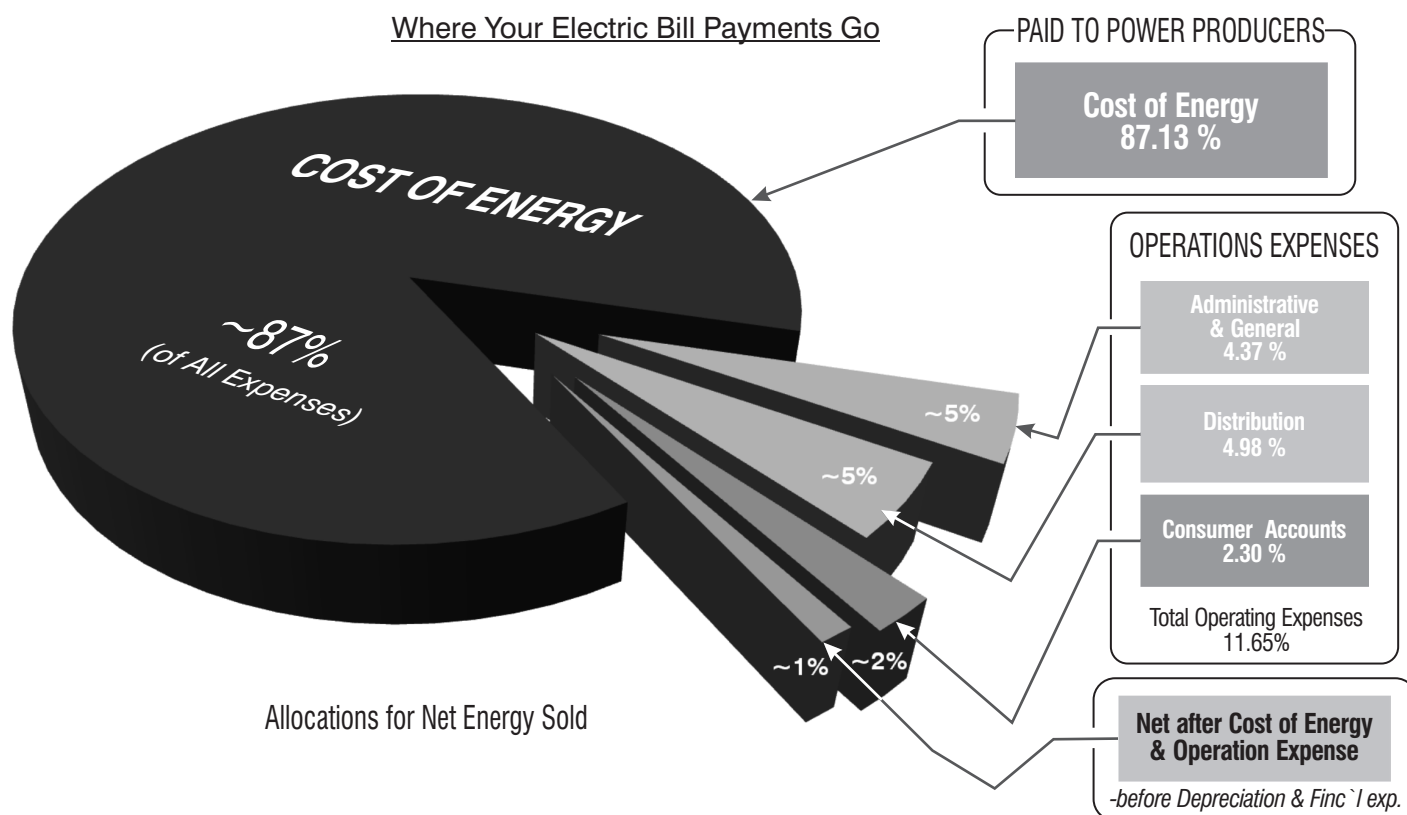 Where Your Electric Bill Payments Go
PAID TO POWER PRODUCERS
Cost of Energy
87.13 %
COST OF ENERGY
~87%
(of All Expenses)
OPERATIONS EXPENSES
Administrative
& General
4.37 %
~5%
Distribution
4.98 %
~5%
Consumer Accounts
2.30 %
Total Operating Expenses
11.65%
~1%
~2%
Allocations for Net Energy Sold
Net after Cost of Energy
& Operation Expense
-before Depreciation & Finc`l exp.